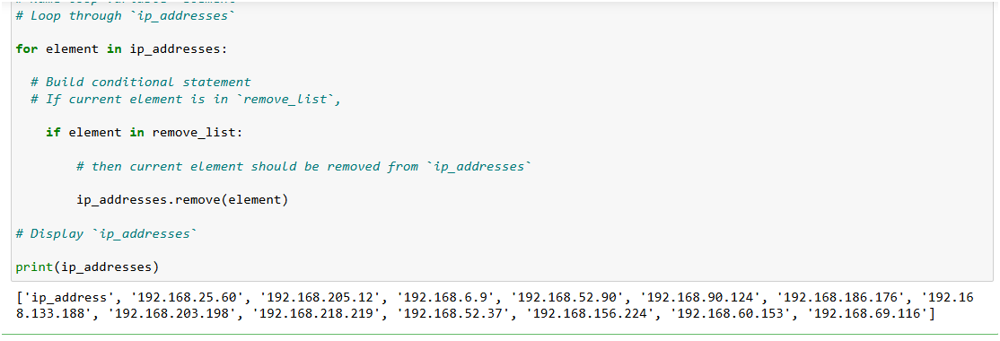 # Loop through `ip_addresses`
for element in ip_addresses:
# Build conditional statement
# If current element is in `remove_list`,
if element in remove_list:
# then current element should be removed from `ip_addresses`
ip_addresses.remove(element)
# Display `ip_addresses`
print(ip_addresses)
['ip_address', '192.168.25.60', '192.168.205.12', '192.168.6.9', '192.168.52.90', '192.168.90.124', '192.168.186.176', '192.16
8.133.188', '192.168.203.198', '192.168.218.219', '192.168.52.37', '192.168.156.224', '192.168.60.153', '192.168.69.116']